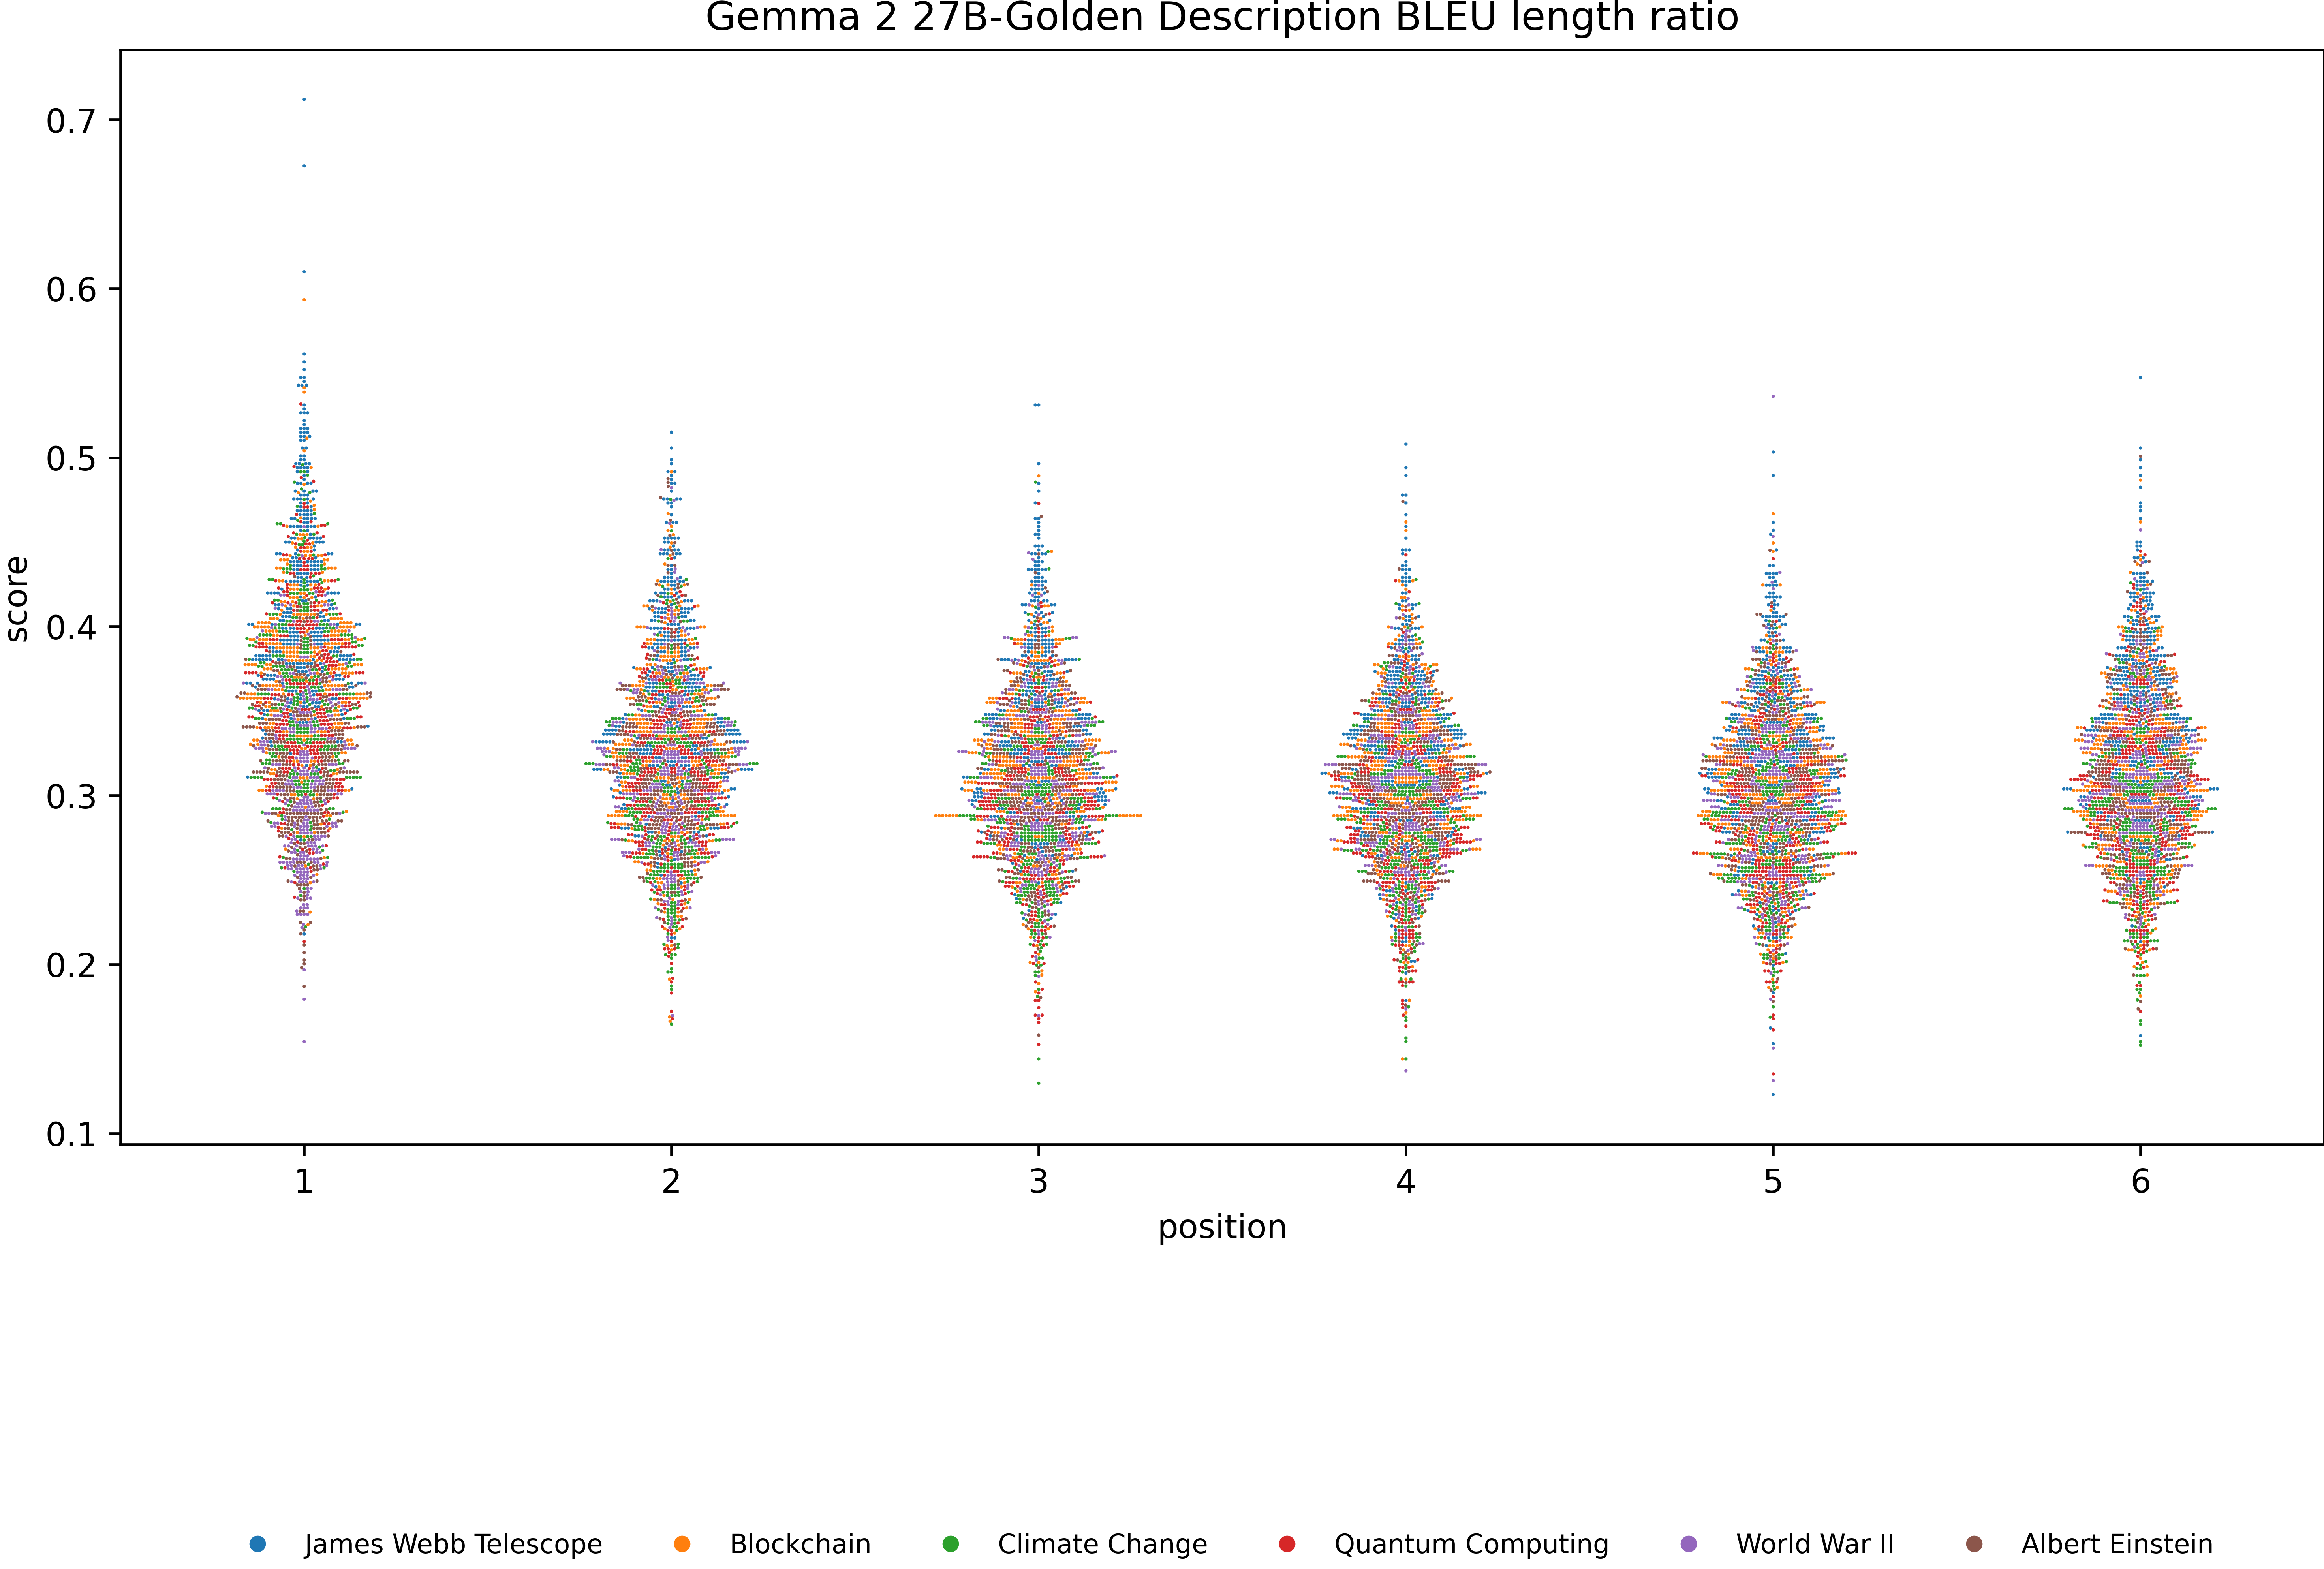 Gemma 2 27B-Golden Description BLEU length ratio
0.7
0.6
0.5
0.4
0.3
0.2
0.1
score
1 2 3 4 5 6
position
James Webb Telescope Blockchain Climate Change Quantum Computing World War II Albert Einstein